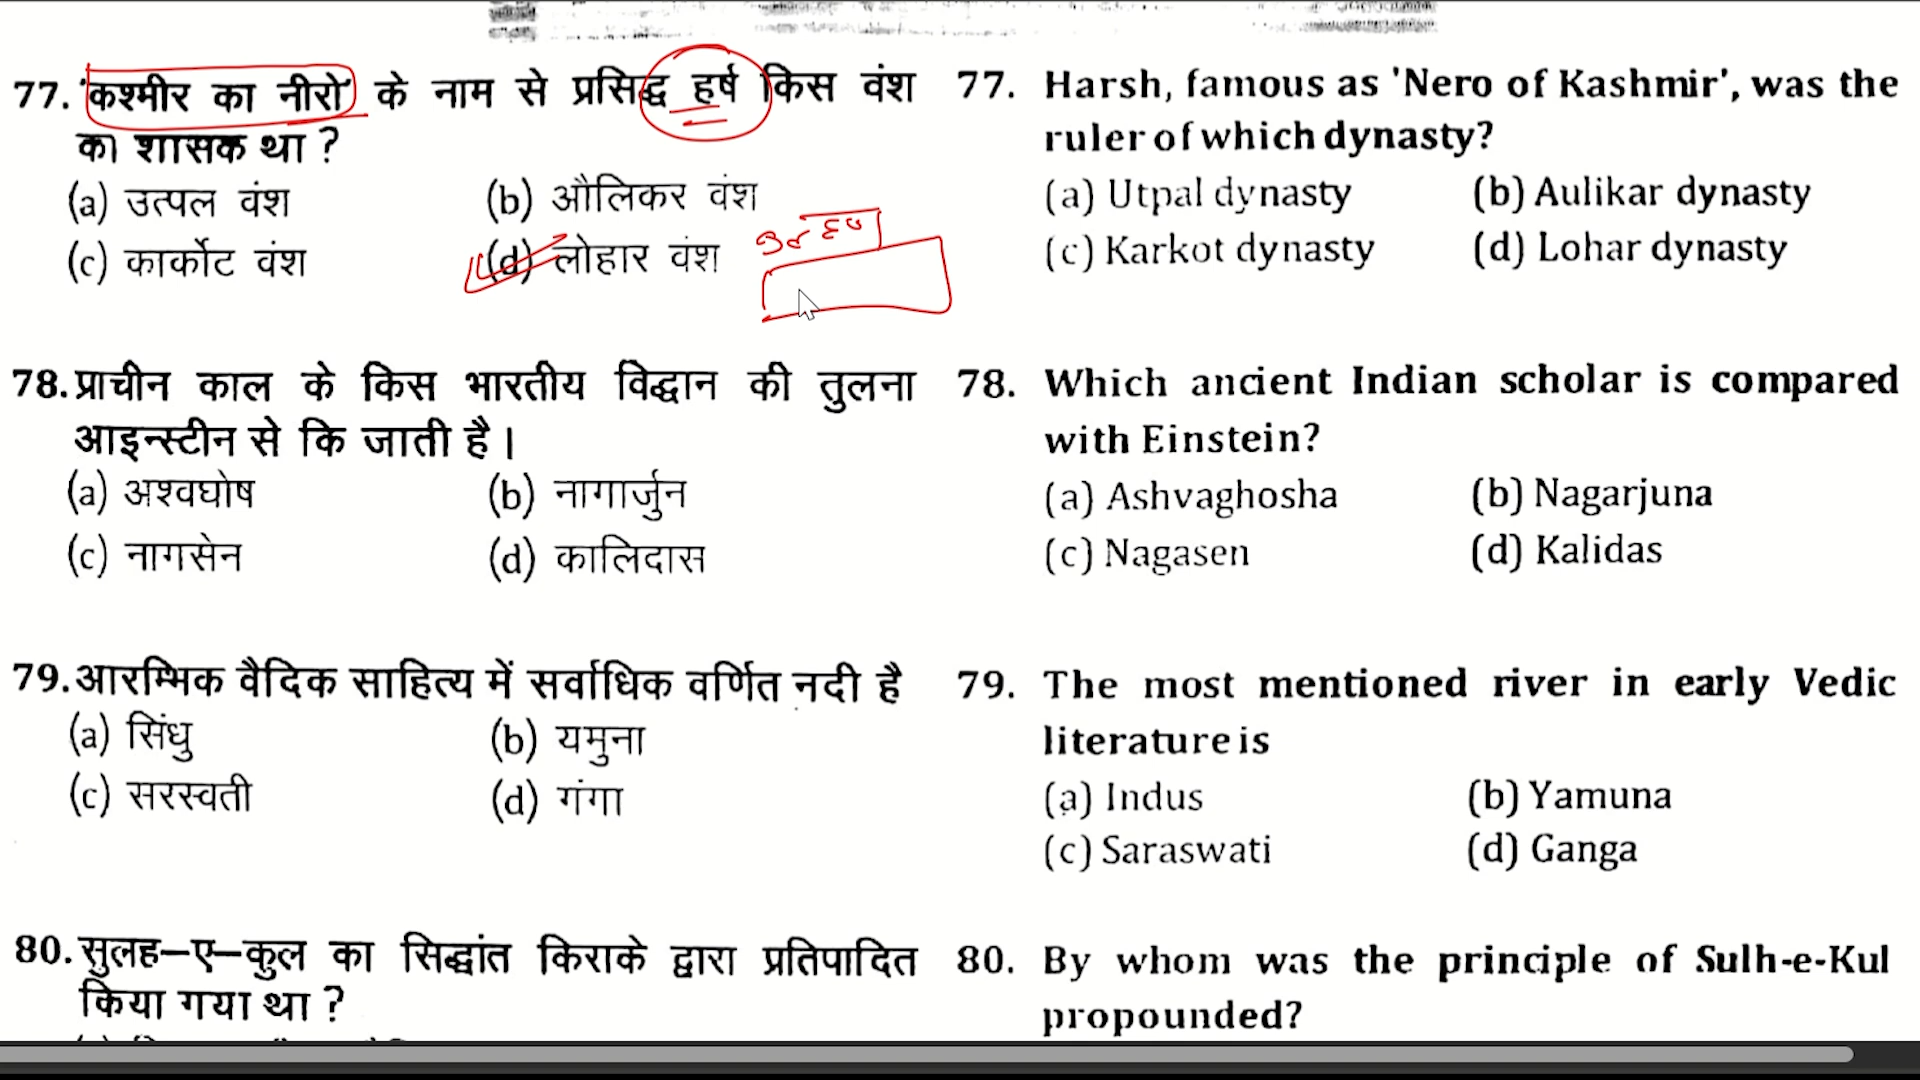 77. 'कश्मीर का नीरो' के नाम से प्रसिद्ध हर्ष किस वंश
का शासक था ?
(a) उत्पल वंश (b) औलिकर वंश
(c) कार्कोट वंश (d) लोहार वंश
78. प्राचीन काल के किस भारतीय विद्वान की तुलना
आइन्स्टीन से कि जाती है।
(a) अश्वघोष (b) नागार्जुन
(c) नागसेन (d) कालिदास
79. आरम्भिक वैदिक साहित्य में सर्वाधिक वर्णित नदी है
(a) सिंधु (b) यमुना
(c) सरस्वती (d) गंगा
80. सुलह-ए-कुल का सिद्धांत किराके द्वारा प्रतिपादित
किया गया था ?
77. Harsh, famous as 'Nero of Kashmir', was the
ruler of which dynasty?
(a) Utpal dynasty (b) Aulikar dynasty
(c) Karkot dynasty (d) Lohar dynasty
78. Which ancient Indian scholar is compared
with Einstein?
(a) Ashvaghosha (b) Nagarjuna
(c) Nagasen (d) Kalidas
79. The most mentioned river in early Vedic
literature is
(a) Indus (b) Yamuna
(c) Saraswati (d) Ganga
80. By whom was the principle of Sulh-e-Kul
propounded?